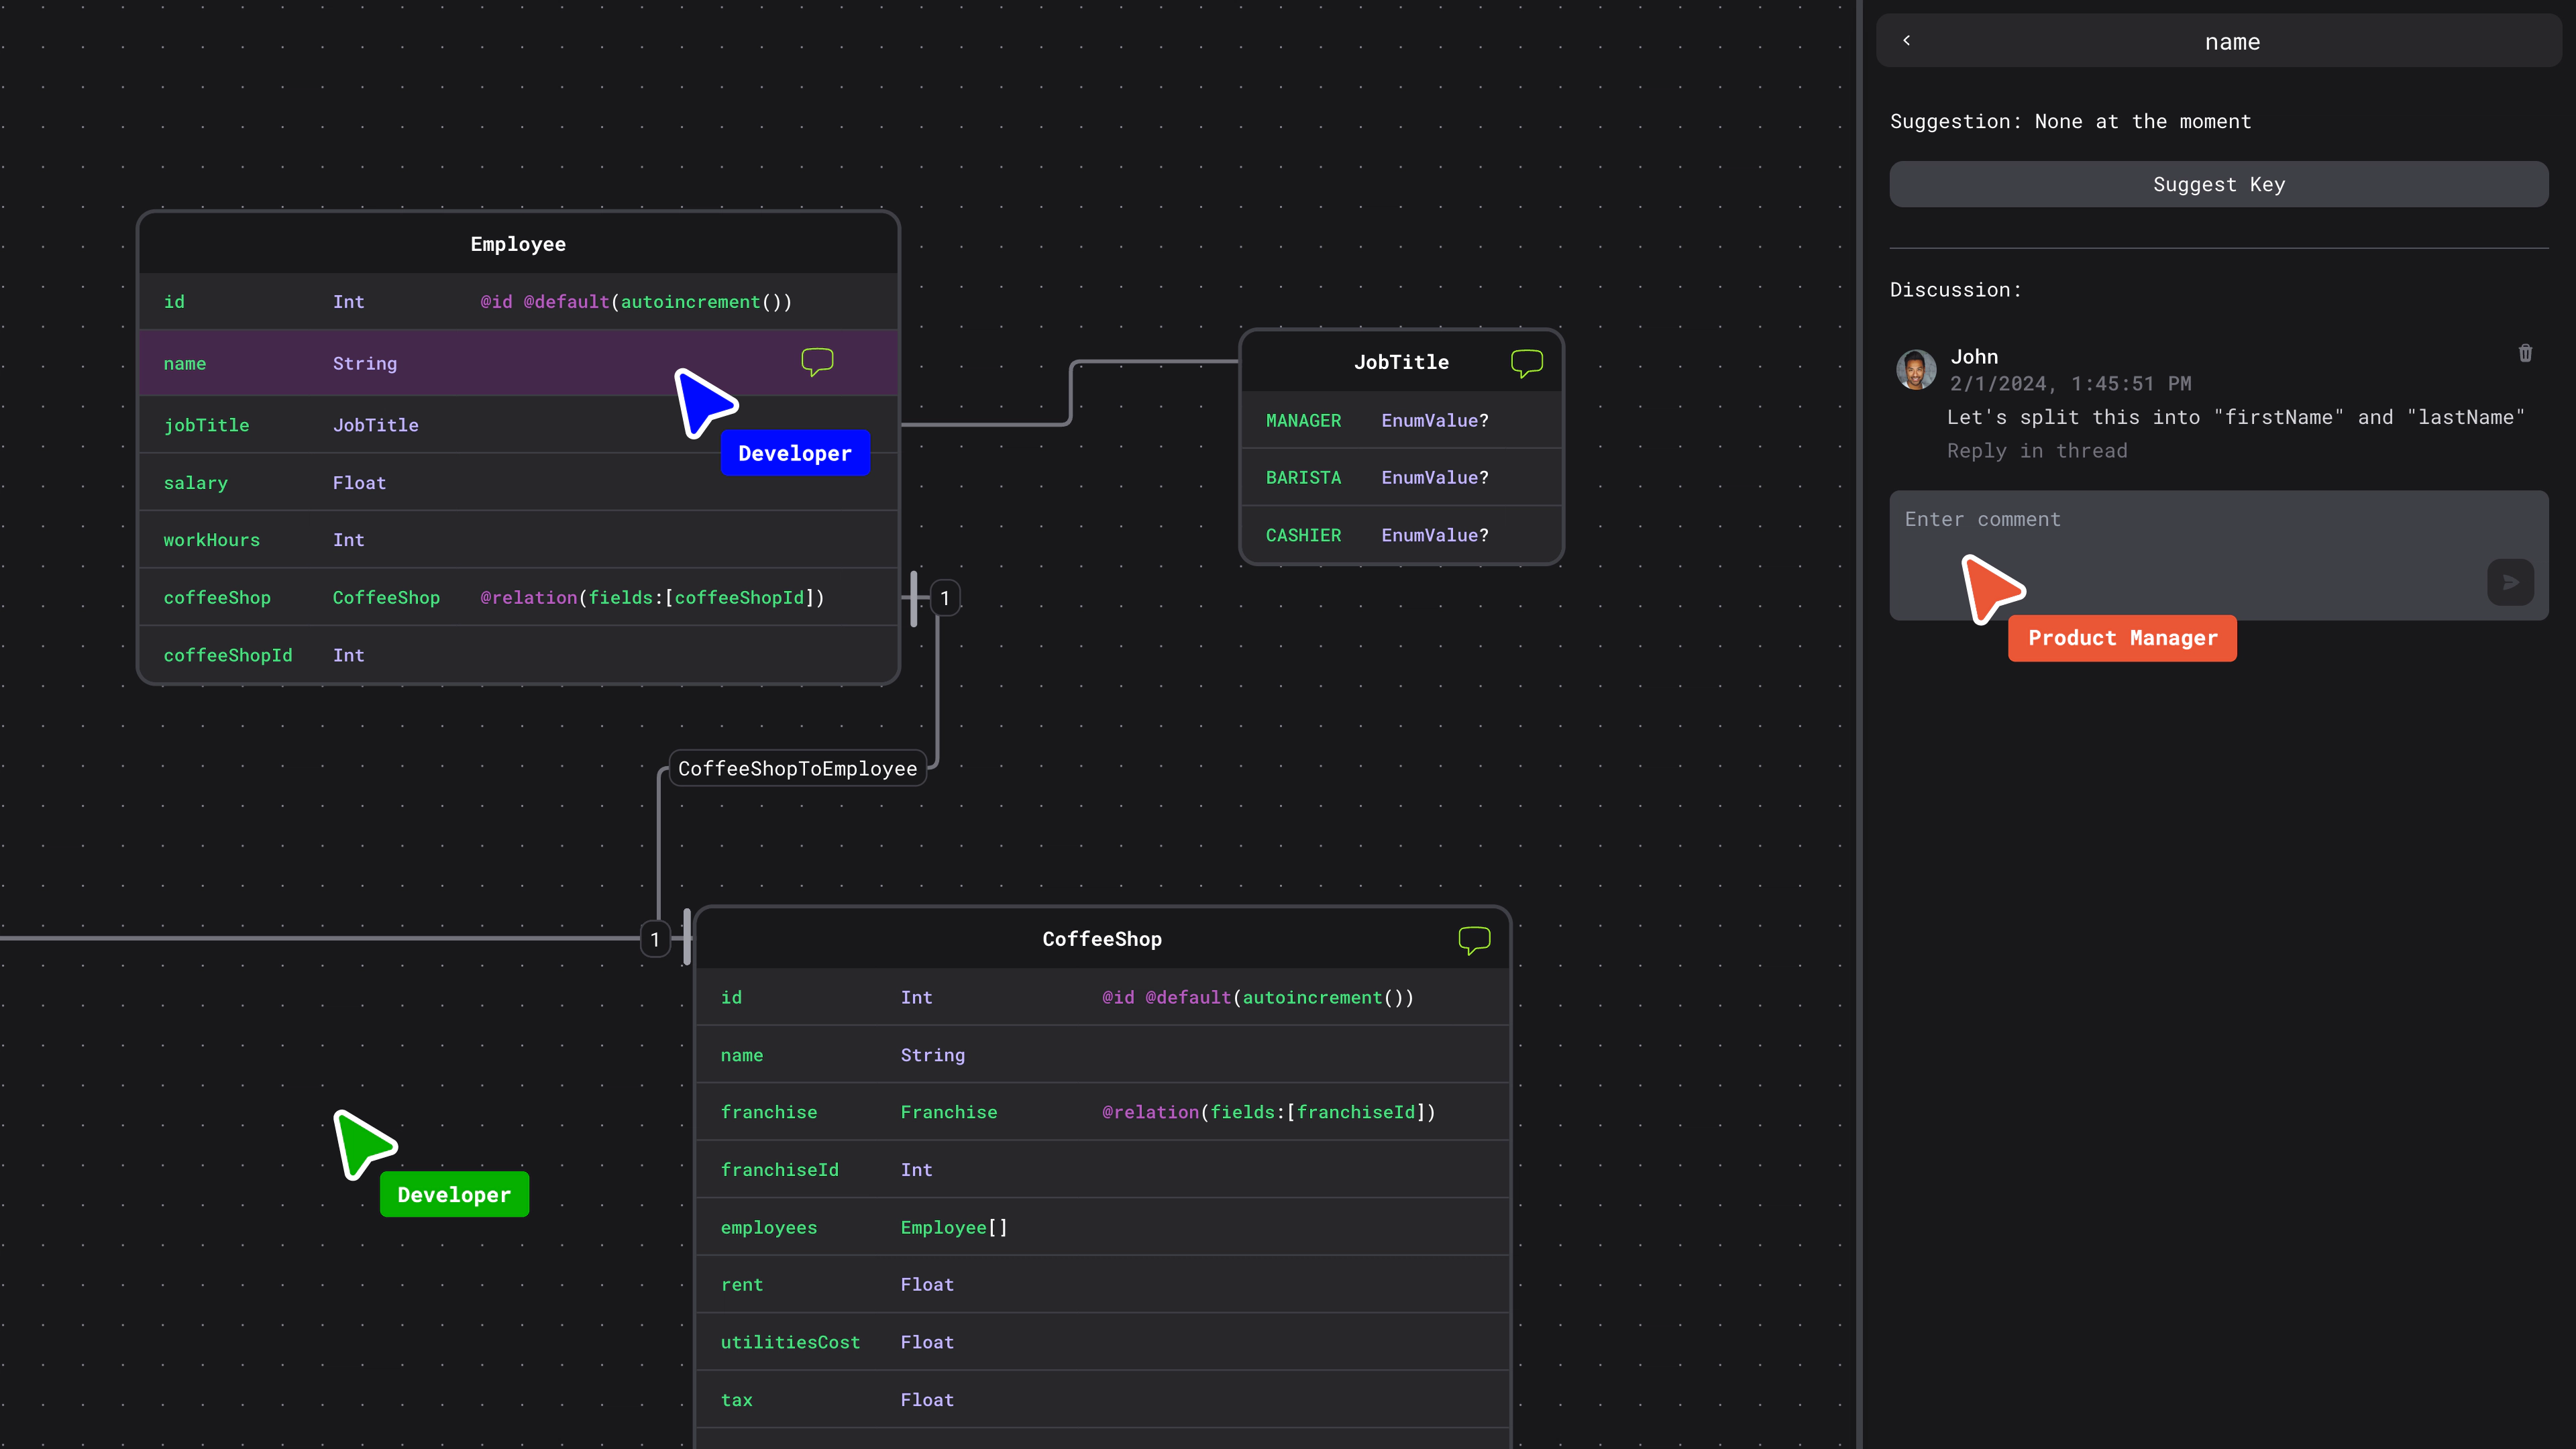 Employee
id Int @id @default(autoincrement())
name String
jobTitle JobTitle
Developer
salary Float
workHours Int
coffeeShop CoffeeShop @relation(fields:[coffeeShopId])
1
coffeeShopId Int
JobTitle
MANAGER EnumValue?
BARISTA EnumValue?
CASHIER EnumValue?
CoffeeShopToEmployee
1
CoffeeShop
id Int @id @default(autoincrement())
name String
franchise Franchise @relation(fields:[franchiseId])
franchiseId Int
employees Employee[]
rent Float
utilitiesCost Float
tax Float
Developer
name
Suggestion: None at the moment
Suggest Key
Discussion:
John
2/1/2024, 1:45:51 PM
Let's split this into "firstName" and "lastName"
Reply in thread
Enter comment
Product Manager